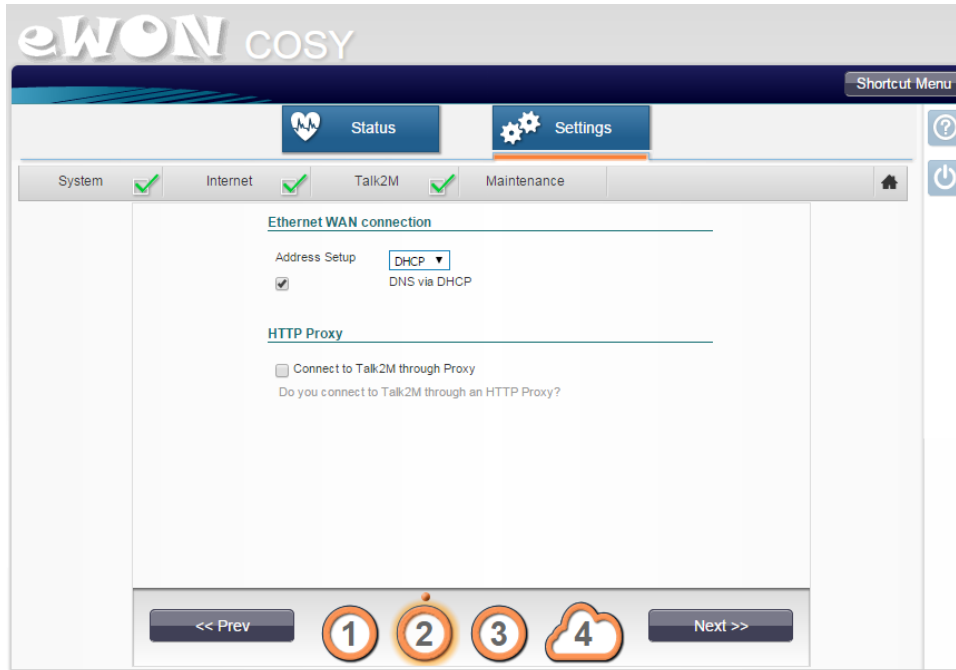 eWON COSY
Shortcut Menu
Status Settings
System Internet Talk2M Maintenance
Ethernet WAN connection
Address Setup DHCP
DNS via DHCP
HTTP Proxy
Connect to Talk2M through Proxy
Do you connect to Talk2M through an HTTP Proxy?
<< Prev 1 2 3 4 Next >>